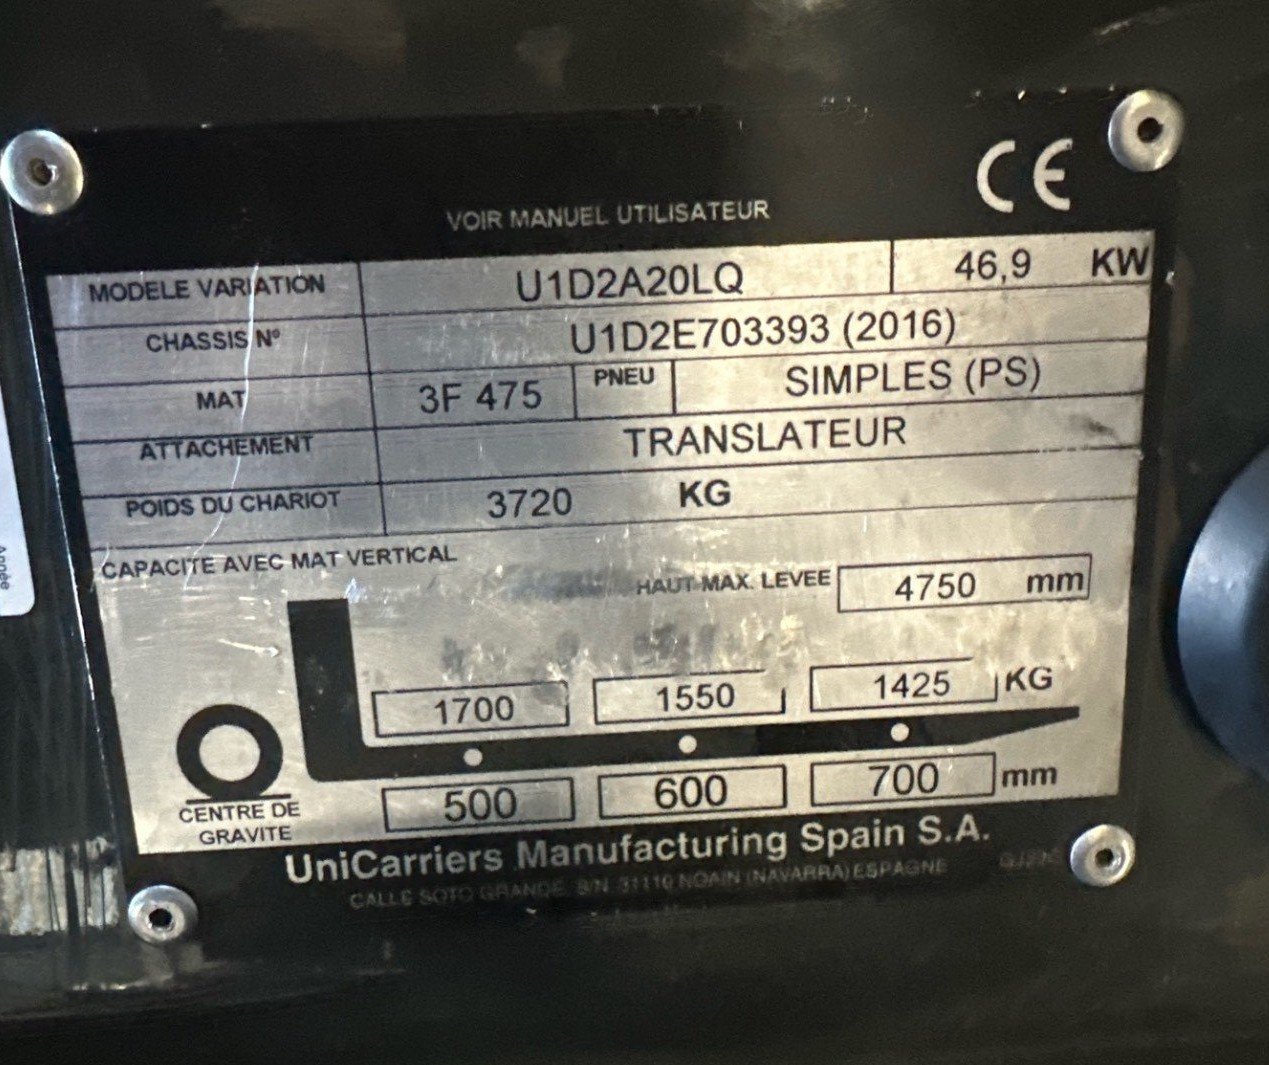 CE
VOIR MANUEL UTILISATEUR
MODELE VARIATION U1D2A20LQ 46,9 KW
CHASSIS Nº U1D2E703393 (2016)
MAT 3F 475 PNEU SIMPLES (PS)
ATTACHEMENT TRANSLATEUR
POIDS DU CHARIOT 3720 KG
CAPACITE AVEC MAT VERTICAL
HAUT MAX. LEVEE 4750 mm
1700 1550 1425 KG
500 600 700 mm
CENTRE DE
GRAVITE
UniCarriers Manufacturing Spain S.A.
CALLE SOTO GRANDE S/N 31110 NOAIN (NAVARRA) ESPAGNE
Année